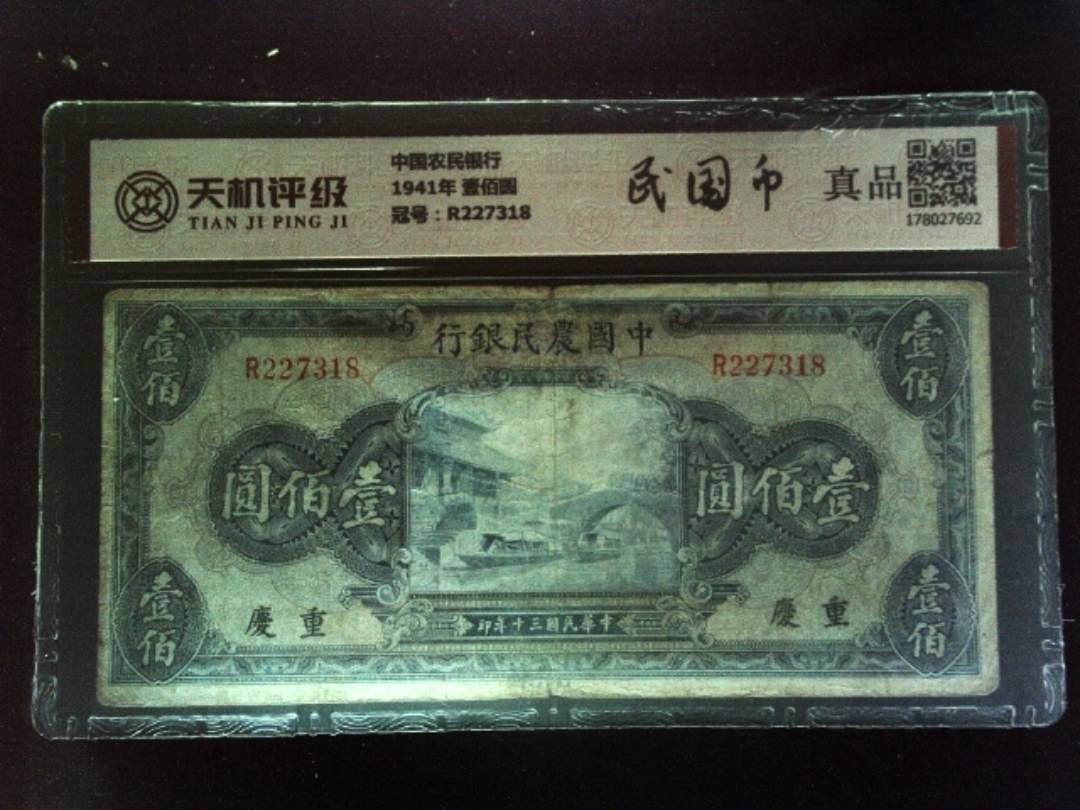 天机评级
TIAN JI PING JI
中国农民银行
1941年 壹佰圆
冠号：R227318
民国币
真品
178027692
行銀民農國中
R227318
R227318
壹佰
壹佰
圓佰壹
圓佰壹
慶重
慶重
壹佰
壹佰
印年十三國民華中